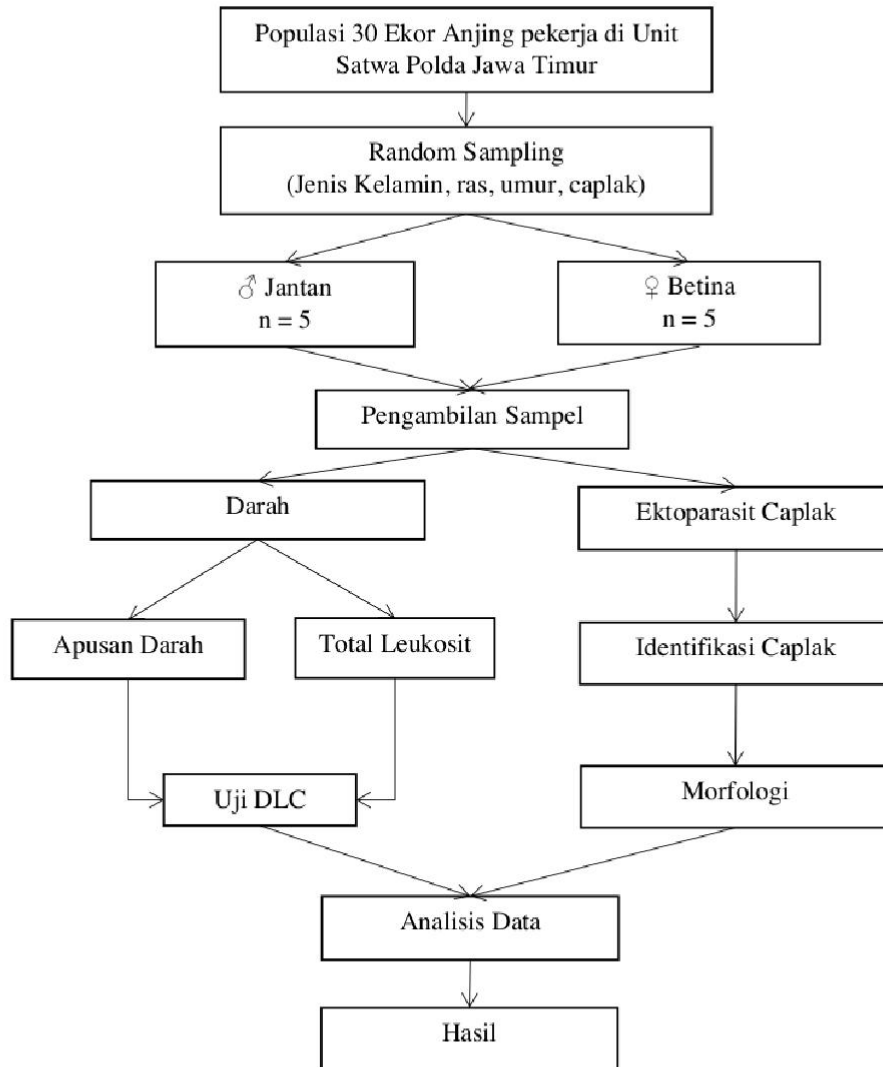 Populasi 30 Ekor Anjing pekerja di Unit
Satwa Polda Jawa Timur
Random Sampling
(Jenis Kelamin, ras, umur, caplak)
♂ Jantan
n = 5
♀ Betina
n = 5
Pengambilan Sampel
Darah
Ektoparasit Caplak
Apusan Darah
Total Leukosit
Identifikasi Caplak
Uji DLC
Morfologi
Analisis Data
Hasil